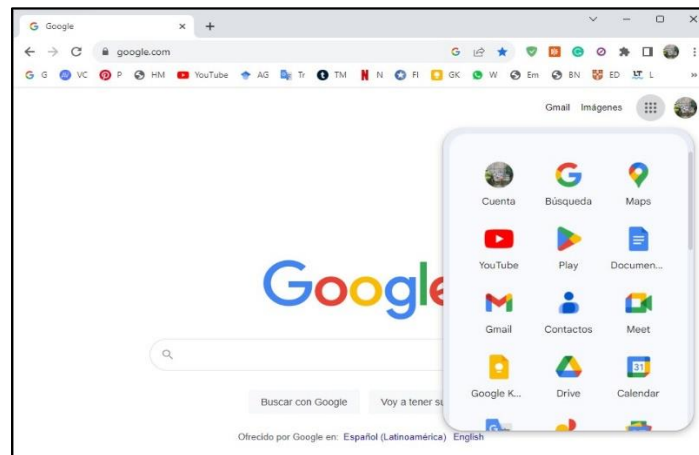 Google
google.com
G VC P HM YouTube AG Tr TM N FI GK W Em BN ED L
Gmail Imágenes
Cuenta Búsqueda Maps
YouTube Play Documen...
Google
Gmail Contactos Meet
31
Google K... Drive Calendar
Buscar con Google Voy a tener su
Ofrecido por Google en: Español (Latinoamérica) English